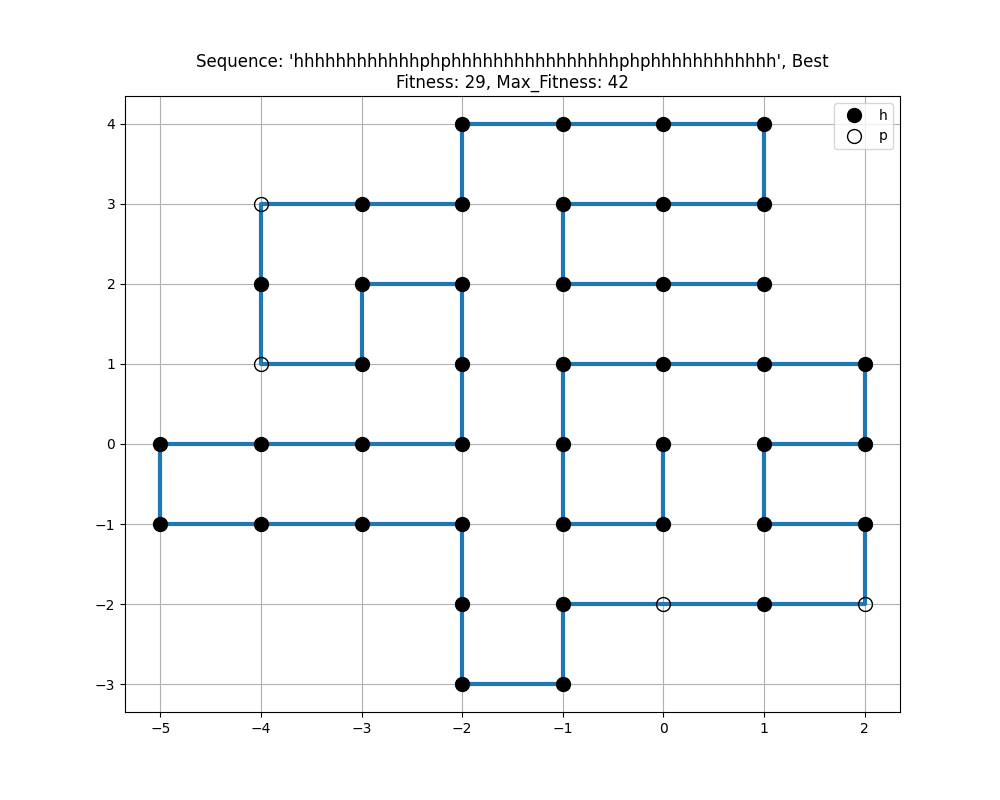 Sequence: 'hhhhhhhhhhhhphphhhhhhhhhhhhhhhhphphhhhhhhhhhhh', Best
Fitness: 29, Max_Fitness: 42
h
p
4
3
2
1
0
−1
−2
−3
−5 −4 −3 −2 −1 0 1 2